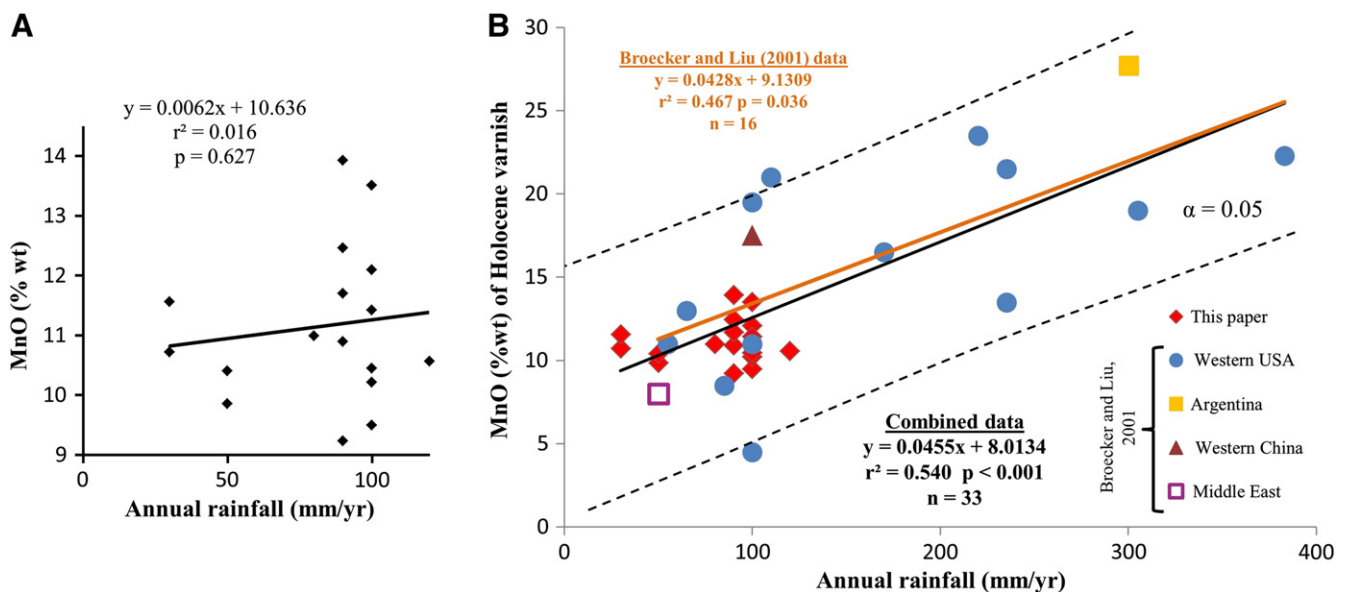 A
y = 0.0062x + 10.636
r² = 0.016
p = 0.627
MnO (% wt)
14
13
12
11
10
9
0
50
100
Annual rainfall (mm/yr)
B
Broecker and Liu (2001) data
y = 0.0428x + 9.1309
r² = 0.467 p = 0.036
n = 16
MnO (%wt) of Holocene varnish
30
25
20
15
10
5
0
α = 0.05
This paper
Broecker and Liu,
2001
Western USA
Argentina
Western China
Middle East
Combined data
y = 0.0455x + 8.0134
r² = 0.540 p < 0.001
n = 33
0
100
200
300
400
Annual rainfall (mm/yr)